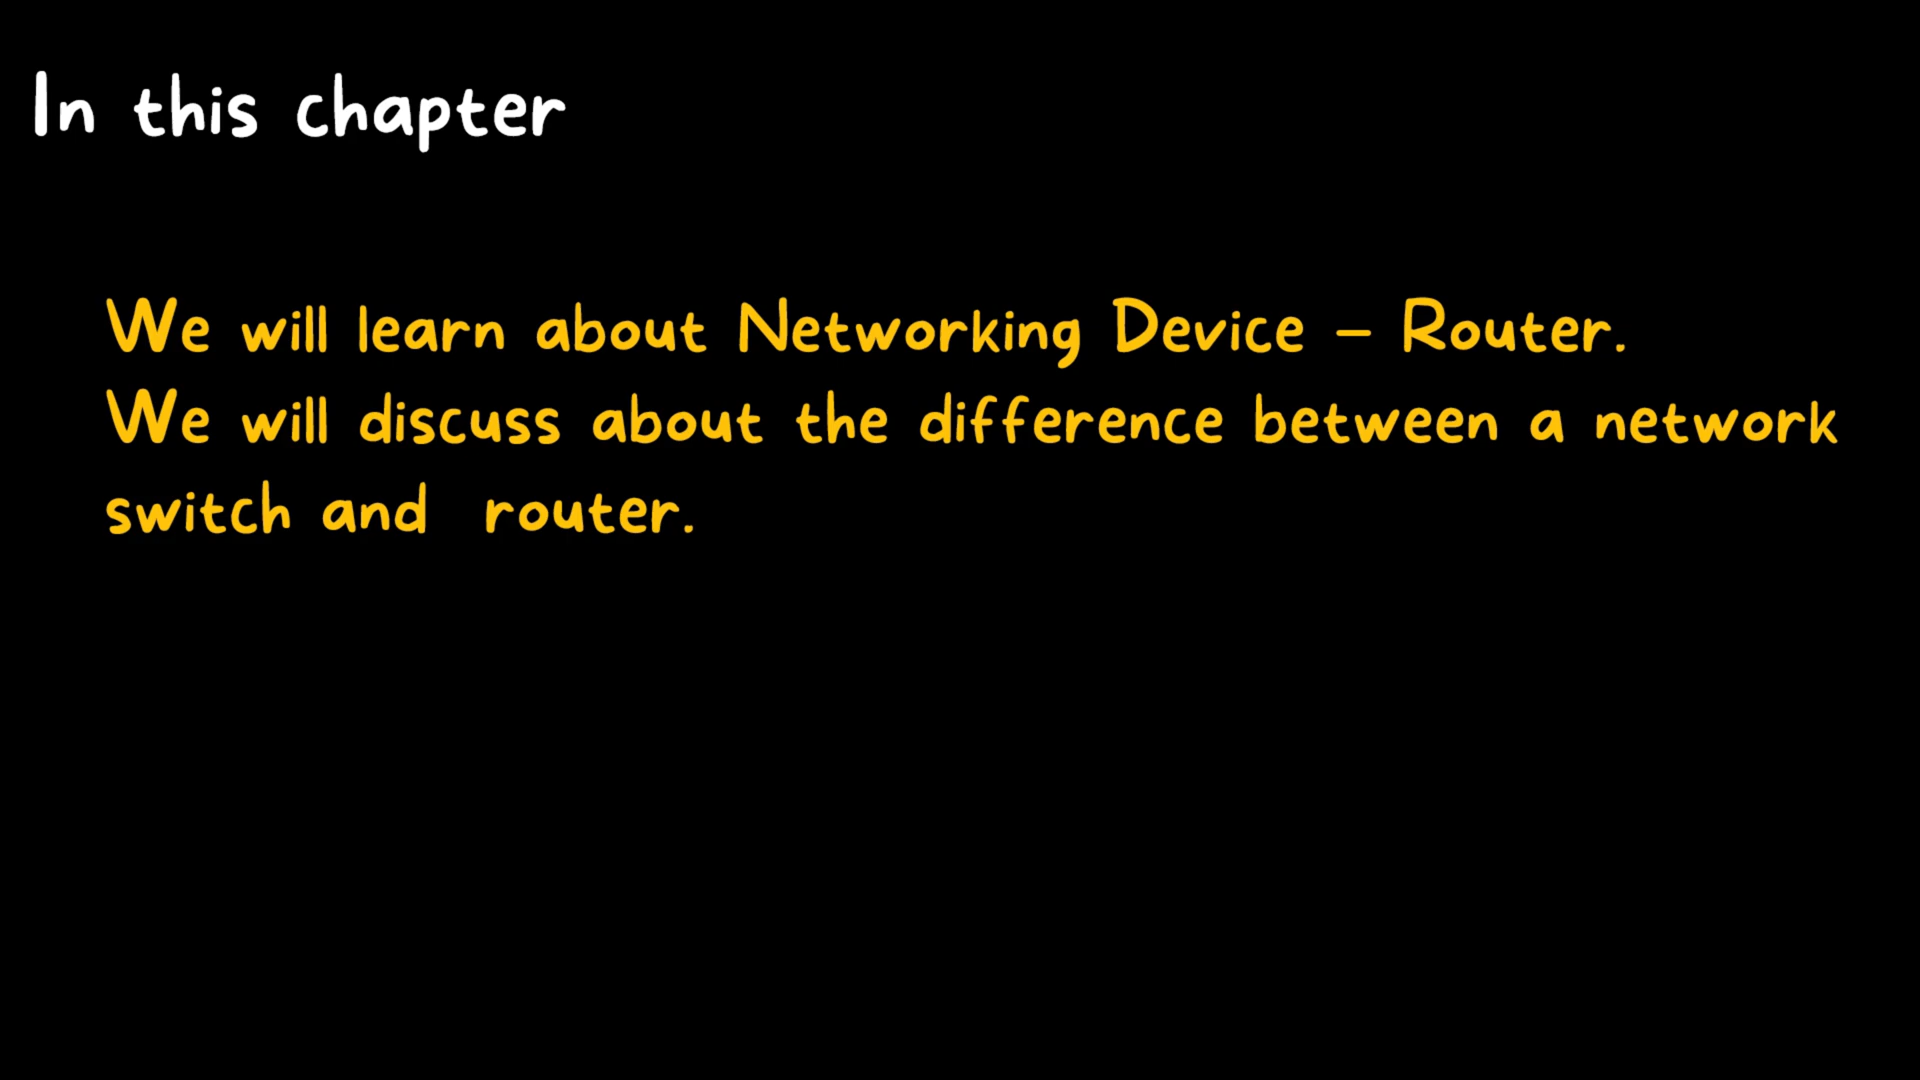 In this chapter
We will learn about Networking Device – Router.
We will discuss about the difference between a network
switch and  router.